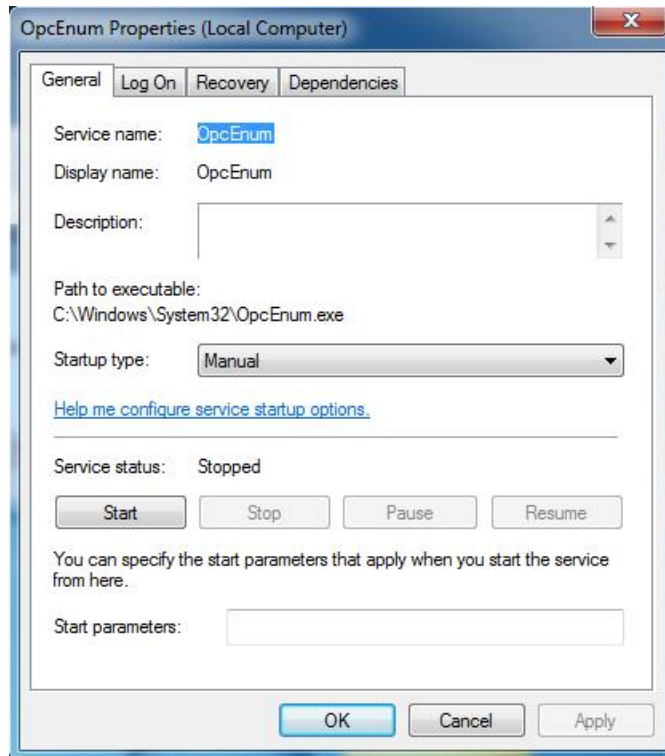 OpcEnum Properties (Local Computer)
General Log On Recovery Dependencies
Service name: OpcEnum
Display name: OpcEnum
Description:
Path to executable:
C:\Windows\System32\OpcEnum.exe
Startup type: Manual
Help me configure service startup options.
Service status: Stopped
Start Stop Pause Resume
You can specify the start parameters that apply when you start the service
from here.
Start parameters:
OK Cancel Apply